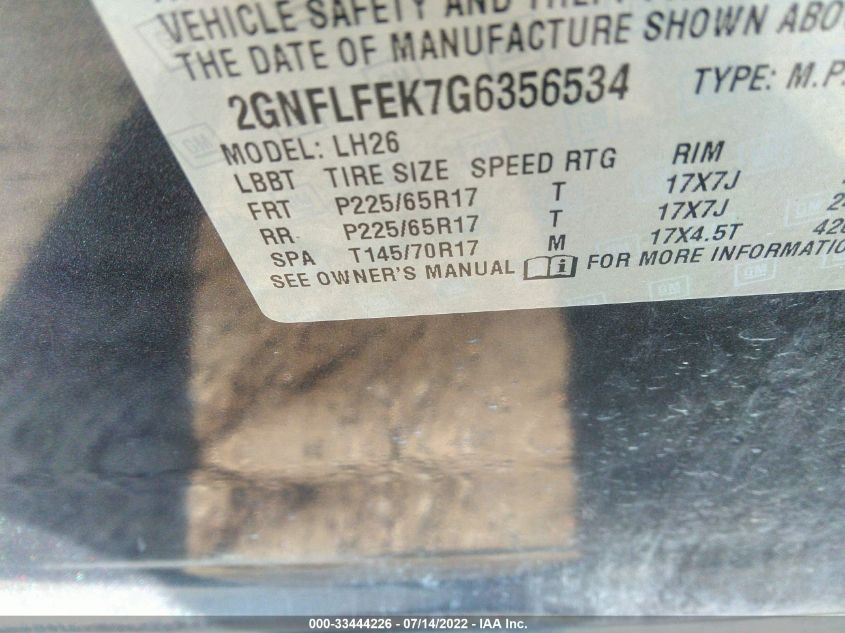 VEHICLE SAFETY AND
THE DATE OF MANUFACTURE SHOWN ABO
2GNFLFEK7G6356534 TYPE: M.P.
MODEL: LH26
LBBT TIRE SIZE SPEED RTG RIM
FRT P225/65R17 T 17X7J
RR P225/65R17 T 17X7J
SPA T145/70R17 M 17X4.5T 420
SEE OWNER'S MANUAL i FOR MORE INFORMATIO
000-33444226 - 07/14/2022 - IAA Inc.